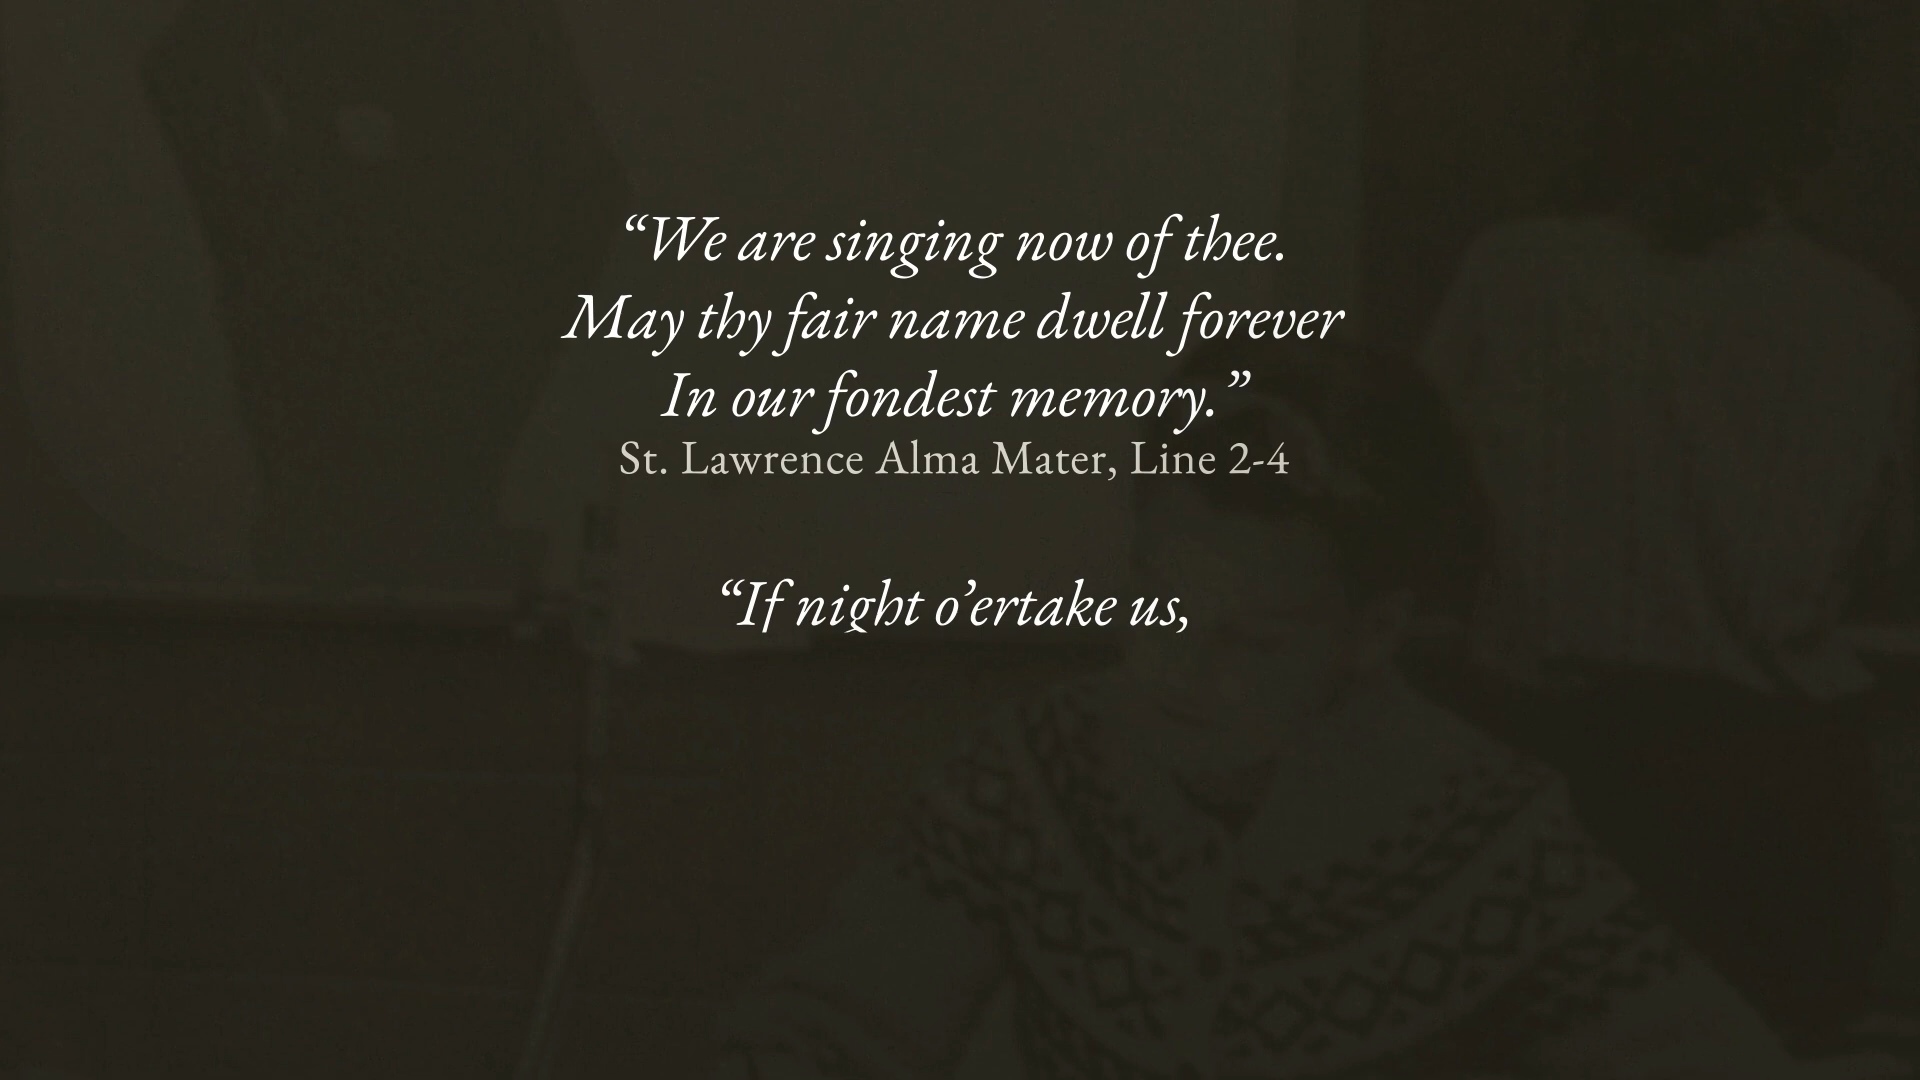 “We are singing now of thee.
May thy fair name dwell forever
In our fondest memory.”
St. Lawrence Alma Mater, Line 2-4
“If night o’ertake us,